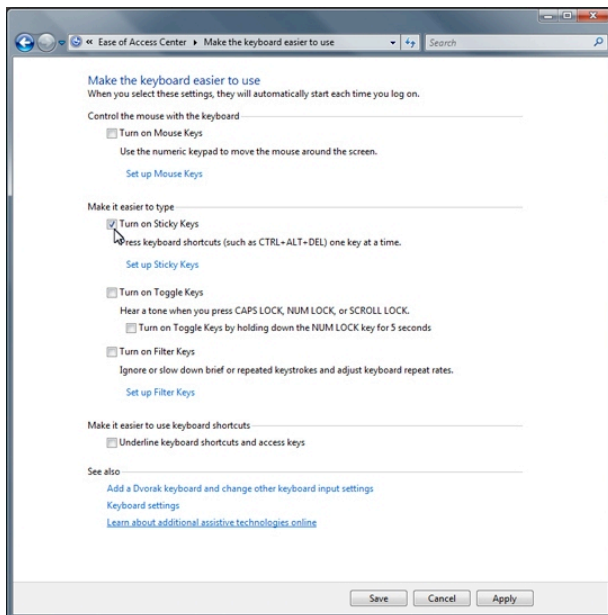 « Ease of Access Center ▸ Make the keyboard easier to use
Search
Make the keyboard easier to use
When you select these settings, they will automatically start each time you log on.
Control the mouse with the keyboard
Turn on Mouse Keys
Use the numeric keypad to move the mouse around the screen.
Set up Mouse Keys
Make it easier to type
Turn on Sticky Keys
Press keyboard shortcuts (such as CTRL+ALT+DEL) one key at a time.
Set up Sticky Keys
Turn on Toggle Keys
Hear a tone when you press CAPS LOCK, NUM LOCK, or SCROLL LOCK.
Turn on Toggle Keys by holding down the NUM LOCK key for 5 seconds
Turn on Filter Keys
Ignore or slow down brief or repeated keystrokes and adjust keyboard repeat rates.
Set up Filter Keys
Make it easier to use keyboard shortcuts
Underline keyboard shortcuts and access keys
See also
Add a Dvorak keyboard and change other keyboard input settings
Keyboard settings
Learn about additional assistive technologies online
Save Cancel Apply